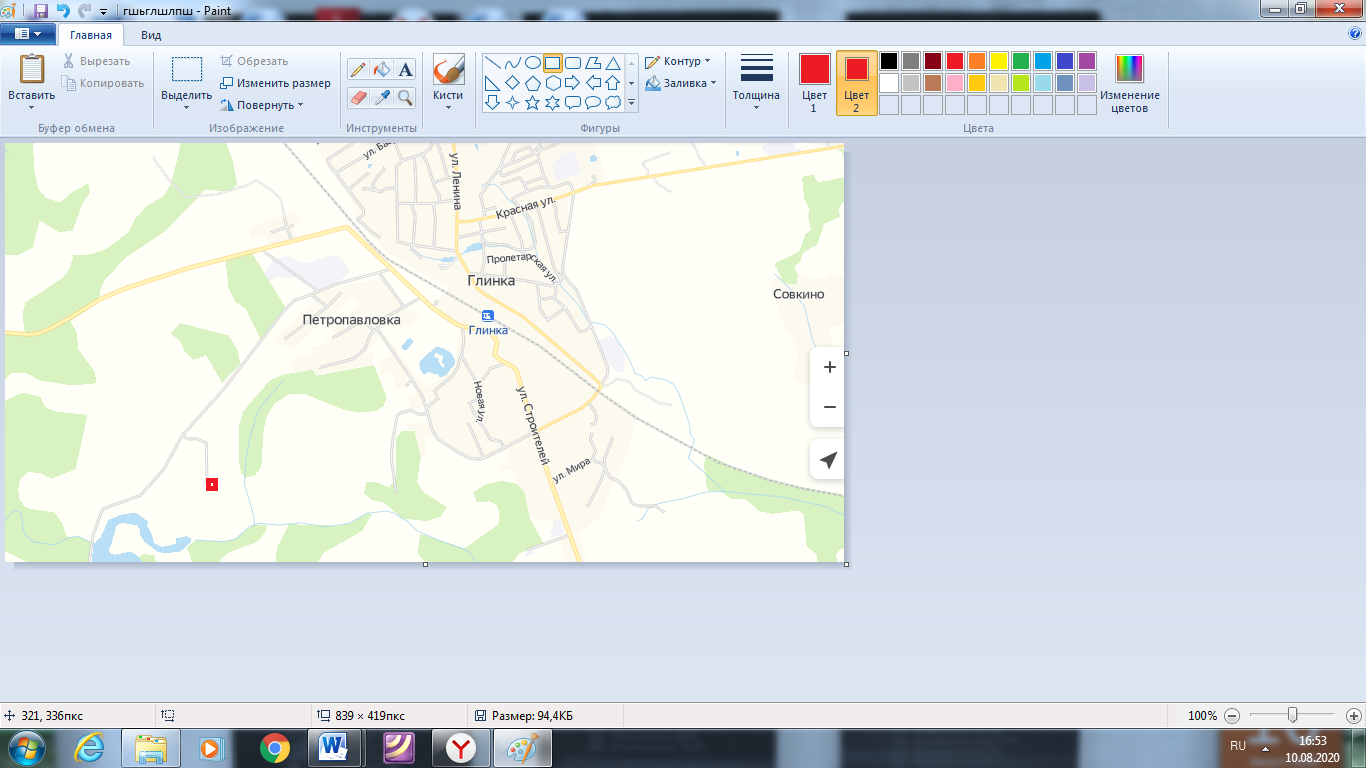 гшьглшлпш - Paint
Главная Вид
Вставить
Вырезать
Копировать
Буфер обмена
Выделить
Обрезать
Изменить размер
Повернуть
Изображение
A
Инструменты
Кисти
Контур
Заливка
Фигуры
Толщина
Цвет 1
Цвет 2
Цвета
Изменение цветов
ул. Ба
ул. Ленина
Красная ул.
Пролетарская ул.
Глинка
Совкино
Петропавловка
Глинка
Новая ул.
ул. Строителей
ул. Мира
321, 336пкс
839 × 419пкс
Размер: 94,4КБ
100%
RU
16:53
10.08.2020